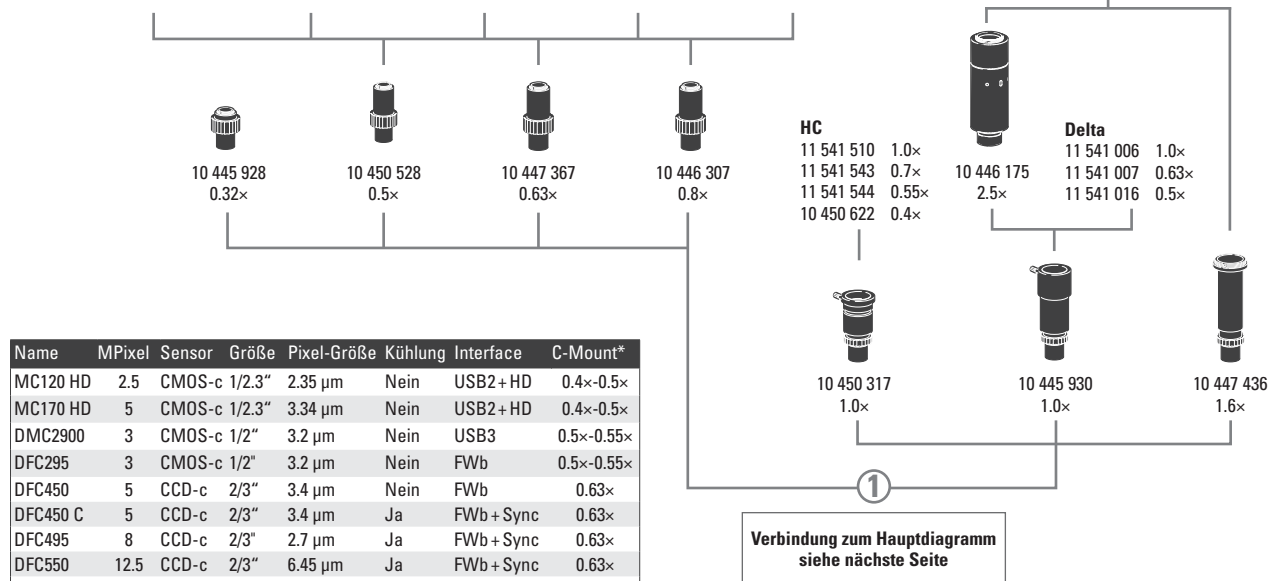 10 445 928
0.32×
10 450 528
0.5×
10 447 367
0.63×
10 446 307
0.8×
HC
11 541 510 1.0×
11 541 543 0.7×
11 541 544 0.55×
10 450 622 0.4×
10 446 175
2.5×
Delta
11 541 006 1.0×
11 541 007 0.63×
11 541 016 0.5×
10 450 317
1.0×
10 445 930
1.0×
10 447 436
1.6×
Name MPixel Sensor Größe Pixel-Größe Kühlung Interface C-Mount*
MC120 HD 2.5 CMOS-c 1/2.3“ 2.35 µm Nein USB2+HD 0.4×-0.5×
MC170 HD 5 CMOS-c 1/2.3“ 3.34 µm Nein USB2+HD 0.4×-0.5×
DMC2900 3 CMOS-c 1/2“ 3.2 µm Nein USB3 0.5×-0.55×
DFC295 3 CMOS-c 1/2" 3.2 µm Nein FWb 0.5×-0.55×
DFC450 5 CCD-c 2/3“ 3.4 µm Nein FWb 0.63×
DFC450 C 5 CCD-c 2/3“ 3.4 µm Ja FWb+Sync 0.63×
DFC495 8 CCD-c 2/3" 2.7 µm Ja FWb+Sync 0.63×
DFC550 12.5 CCD-c 2/3“ 6.45 µm Ja FWb+Sync 0.63×
1
Verbindung zum Hauptdiagramm
siehe nächste Seite